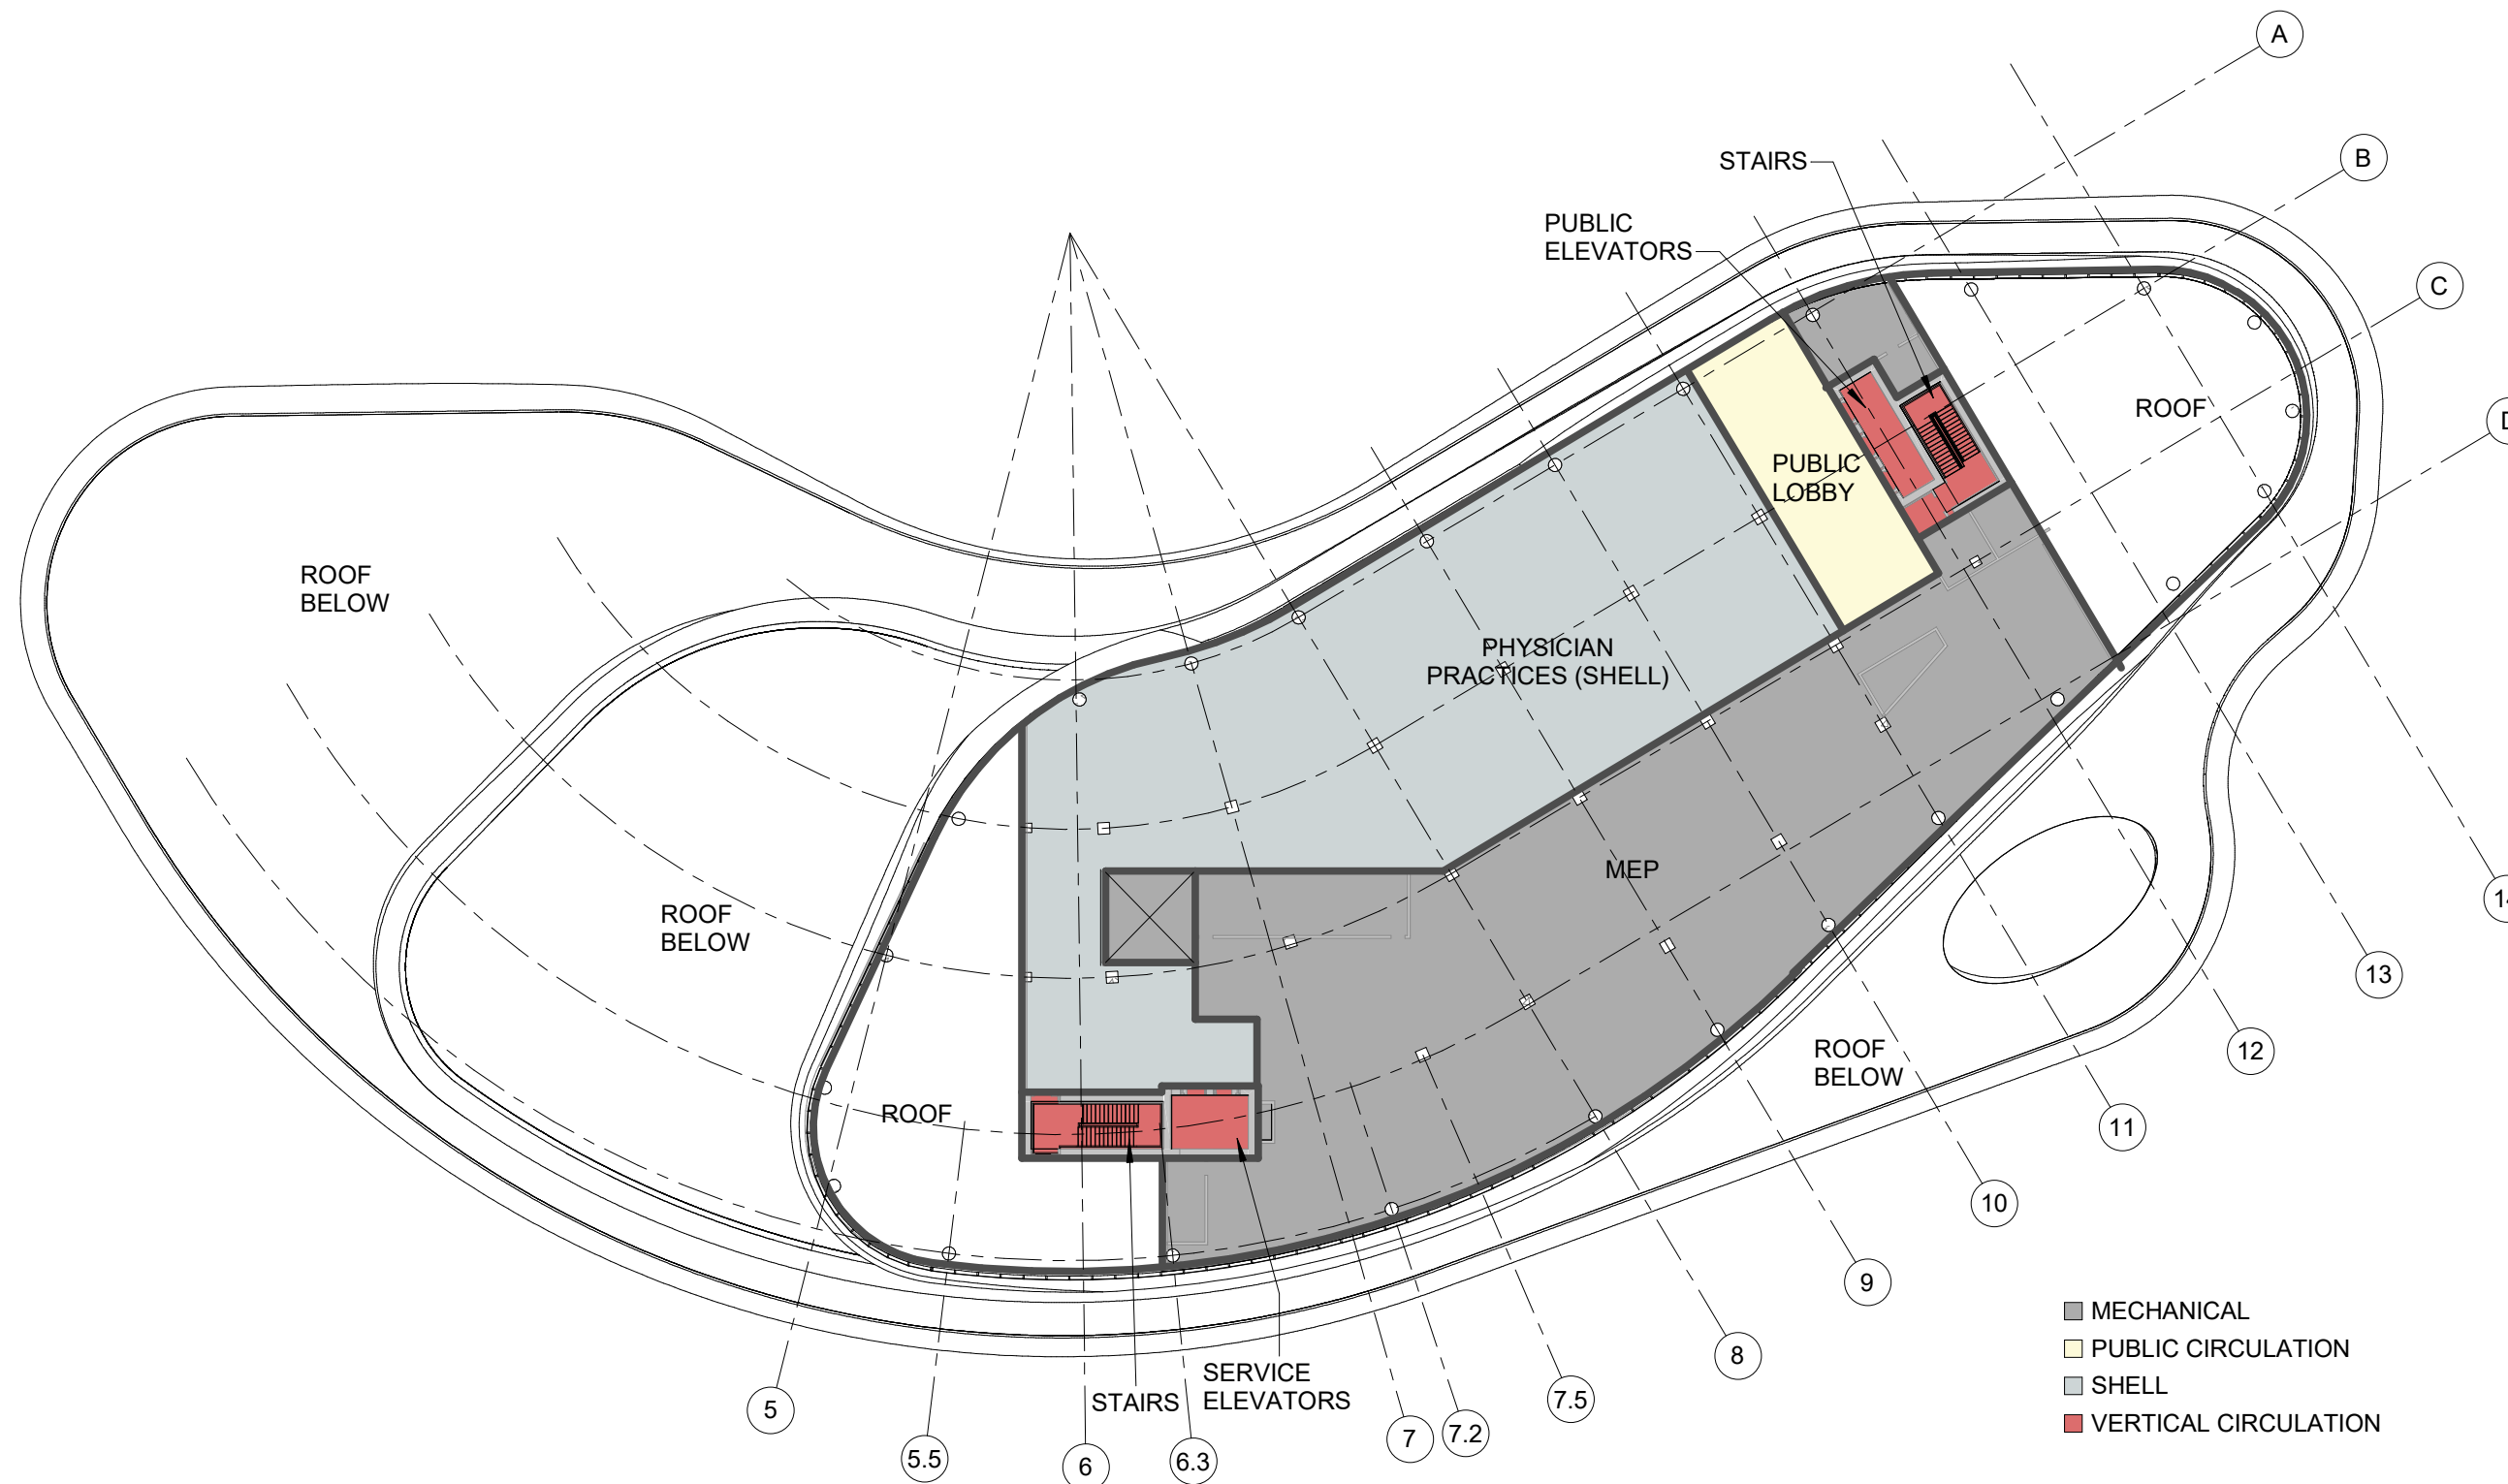 A
B
C
STAIRS
PUBLIC
ELEVATORS
ROOF
PUBLIC
LOBBY
ROOF
BELOW
PHYSICIAN
PRACTICES (SHELL)
MEP
ROOF
BELOW
ROOF
ROOF
BELOW
STAIRS
SERVICE
ELEVATORS
5
5.5
6
6.3
7
7.2
7.5
8
9
10
11
12
13
MECHANICAL
PUBLIC CIRCULATION
SHELL
VERTICAL CIRCULATION